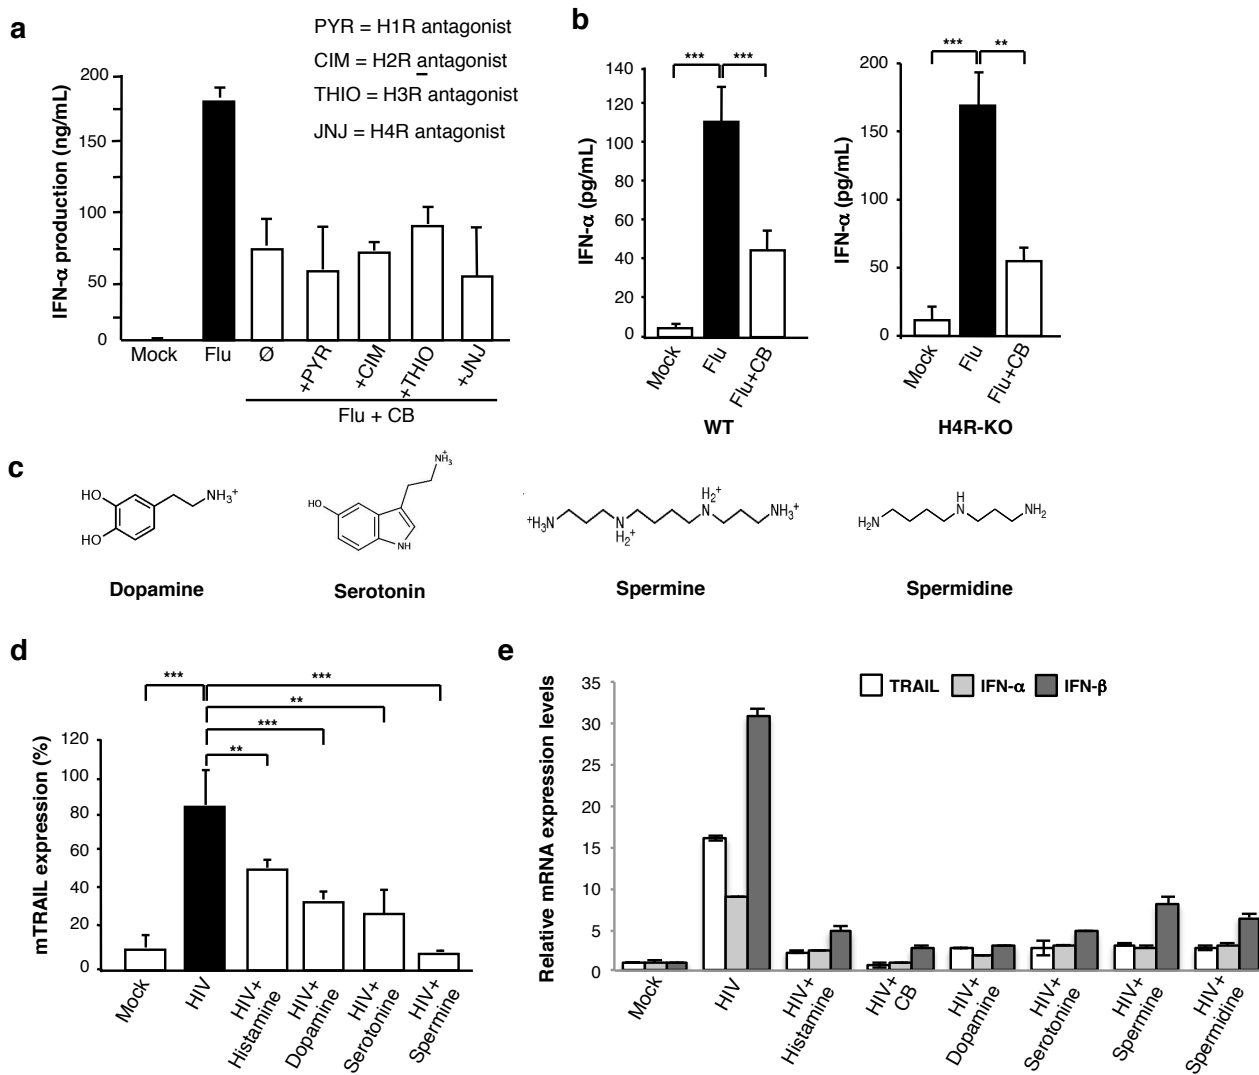 a
PYR = H1R antagonist
CIM = H2R antagonist
THIO = H3R antagonist
JNJ = H4R antagonist
IFN-α production (ng/mL)
200
150
100
50
0
Mock
Flu
Ø
+PYR
+CIM
+THIO
+JNJ
Flu + CB
b
***
***
IFN-α (pg/mL)
140
120
100
80
60
40
20
0
Mock
Flu
Flu+CB
WT
***
**
IFN-α (pg/mL)
200
150
100
50
0
Mock
Flu
Flu+CB
H4R-KO
c
HO
HO
NH3+
Dopamine
NH3+
HO
NH
Serotonin
+H3N
N
H2+
H2+
N
NH3+
Spermine
H2N
H
N
NH2
Spermidine
d
***
***
**
***
**
mTRAIL expression (%)
120
100
80
60
40
20
0
Mock
HIV
HIV+
Histamine
HIV+
Dopamine
HIV+
Serotonine
HIV+
Spermine
e
TRAIL
IFN-α
IFN-β
Relative mRNA expression levels
35
30
25
20
15
10
5
0
Mock
HIV
HIV+
Histamine
HIV+
CB
HIV+
Dopamine
HIV+
Serotonine
HIV+
Spermine
HIV+
Spermidine